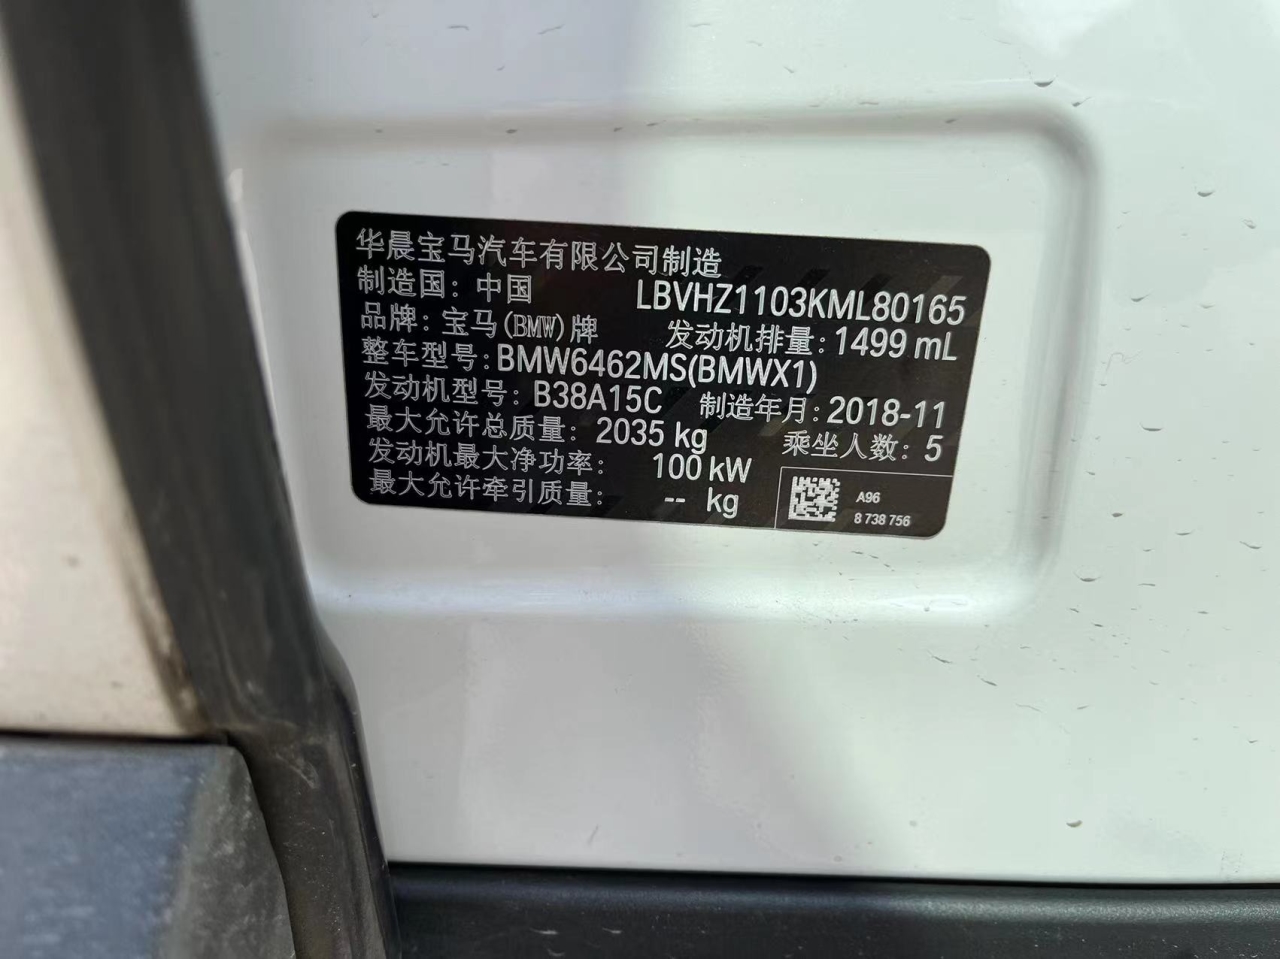 华晨宝马汽车有限公司制造
制造国：中国 LBVHZ1103KML80165
品牌：宝马(BMW)牌 发动机排量：1499 mL
整车型号：BMW6462MS(BMWX1)
发动机型号：B38A15C 制造年月：2018-11
最大允许总质量：2035 kg 乘坐人数：5
发动机最大净功率：100 kW
最大允许牵引质量：-- kg
A96
8 738 756